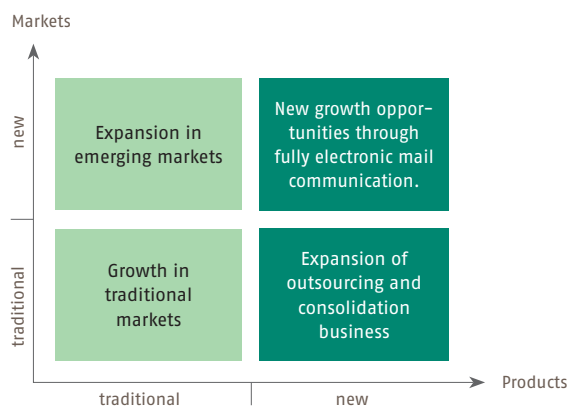 Markets
new
Expansion in
emerging markets
New growth oppor-
tunities through
fully electronic mail
communication.
traditional
Growth in
traditional
markets
Expansion of
outsourcing and
consolidation
business
Products
traditional
new